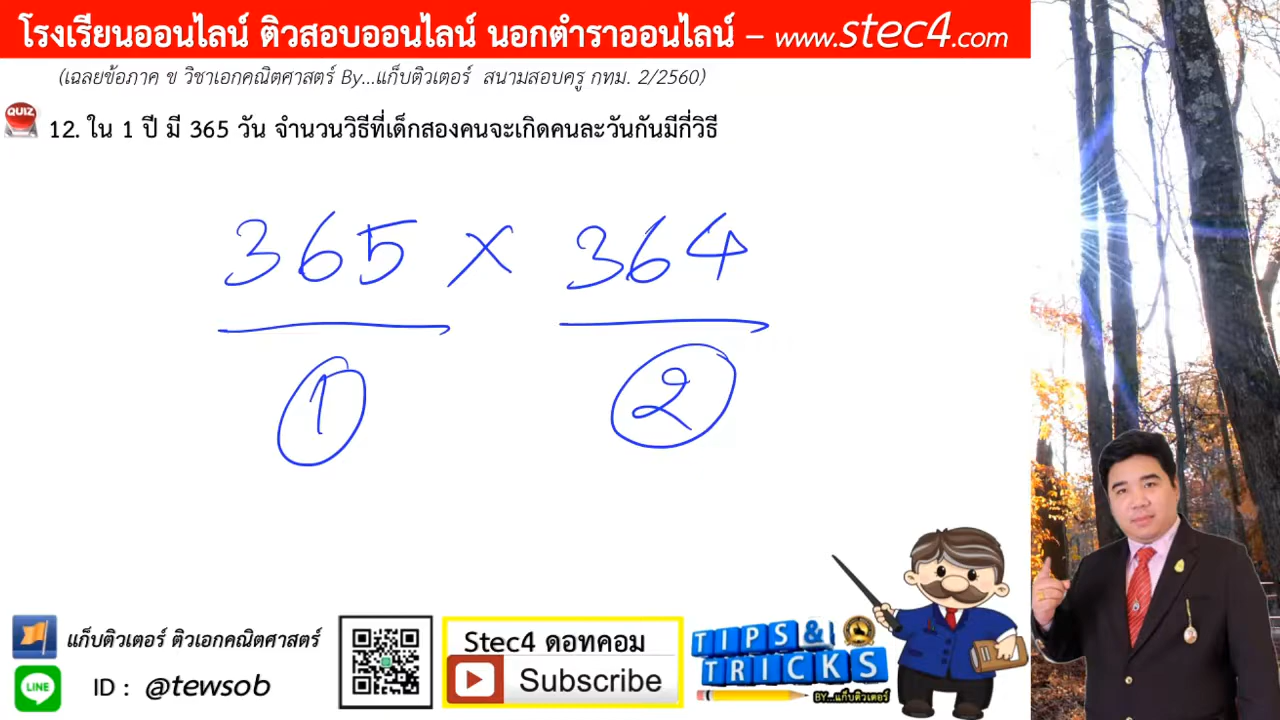 โรงเรียนออนไลน์ ติวสอบออนไลน์ นอกตำราออนไลน์ – www.stec4.com
(เฉลยข้อภาค ข วิชาเอกคณิตศาสตร์ By...แก็บติวเตอร์ สนามสอบครู กทม. 2/2560)
QUIZ
12. ใน 1 ปี มี 365 วัน จำนวนวิธีที่เด็กสองคนจะเกิดคนละวันกันมีกี่วิธี
365 × 364
1 2
แก็บติวเตอร์ ติวเอกคณิตศาสตร์
LINE
ID : @tewsob
Stec4 ดอทคอม
Subscribe
TIPS &
TRICKS
BY...แก็บติวเตอร์